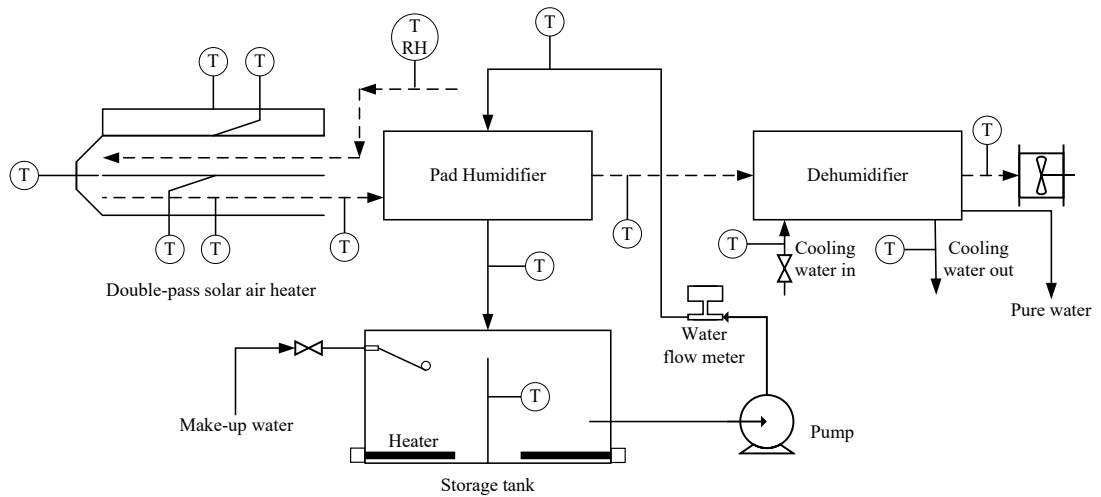 T
T
RH
T
T
T
Pad Humidifier
Dehumidifier
T
T
T
T
T
T
T
T
Cooling
water in
T
Cooling
water out
T
Double-pass solar air heater
Pure water
Water
flow meter
T
Make-up water
Pump
Heater
Storage tank